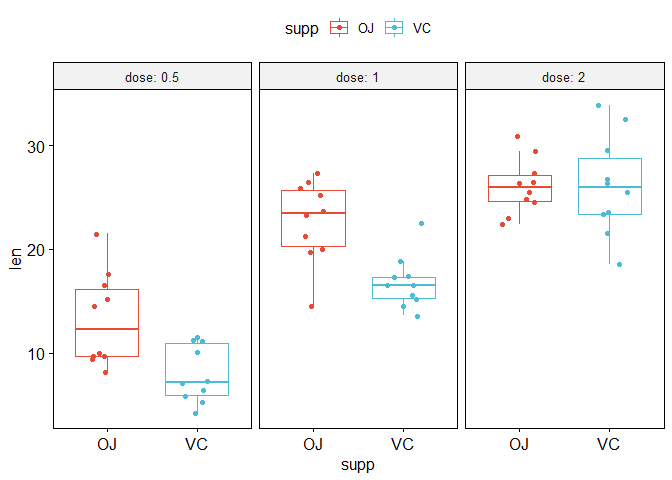 supp OJ VC
dose: 0.5 dose: 1 dose: 2
30
20
10
len
OJ VC OJ VC OJ VC
supp